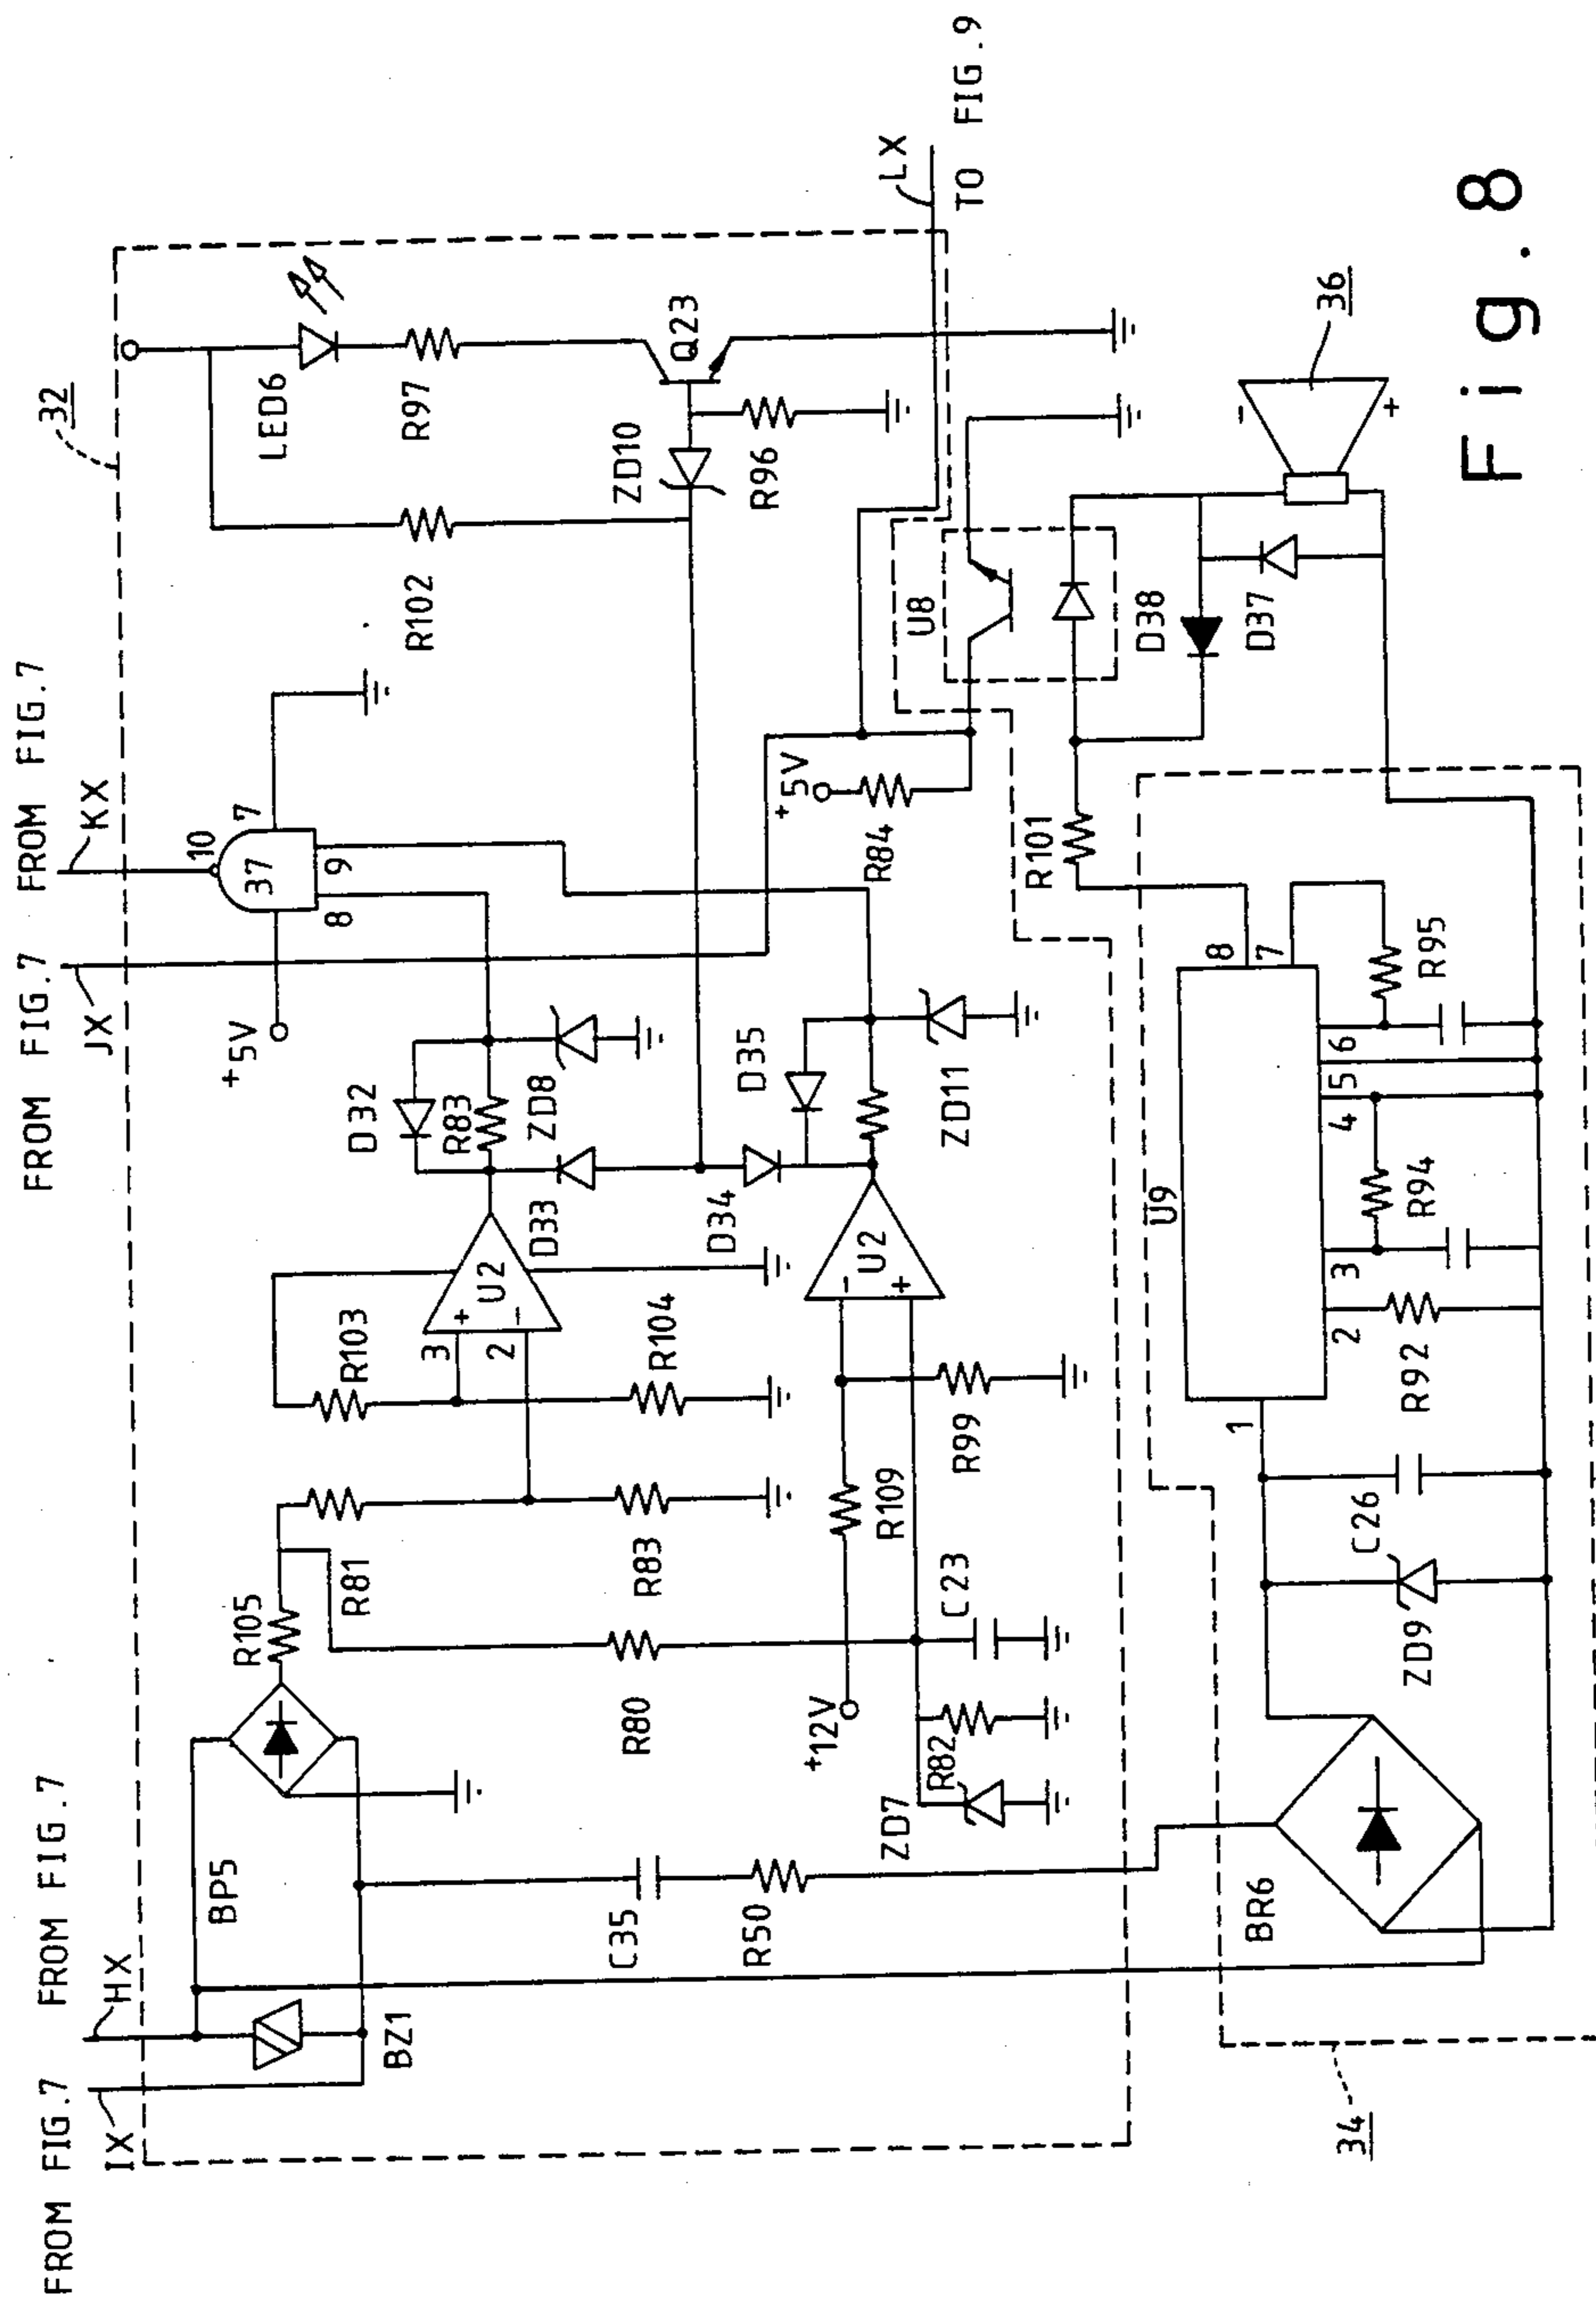 FROM FIG.7
IX
FROM FIG.7
HX
FROM FIG.7
JX
FROM FIG.7
KX
32
BP5
R105
R81
R103
+5V
10
37
7
8
9
LED6
R97
BZ1
3
+
U2
2
−
D32
R83
ZD8
D33
R102
ZD10
Q23
R96
C35
R50
R80
R83
R104
D34
D35
+12V
R109
-
U2
+
ZD7
R82
C23
R99
ZD11
+5V
R84
U8
LX
TO FIG.9
R101
D38
D37
-
+
36
BR6
ZD9
C26
1
U9
8
7
2
3
4
5
6
R92
R94
R95
34
Fig.8